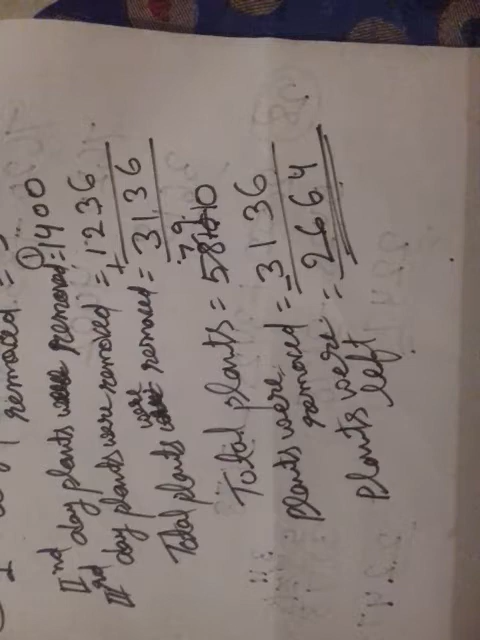 removed =
IInd day plants were removed = 1400
IIIrd day plants were removed = +1236
Total plants were removed = 3136
Total plants = 5800
plants were removed = -3136
Plants were left = 2664